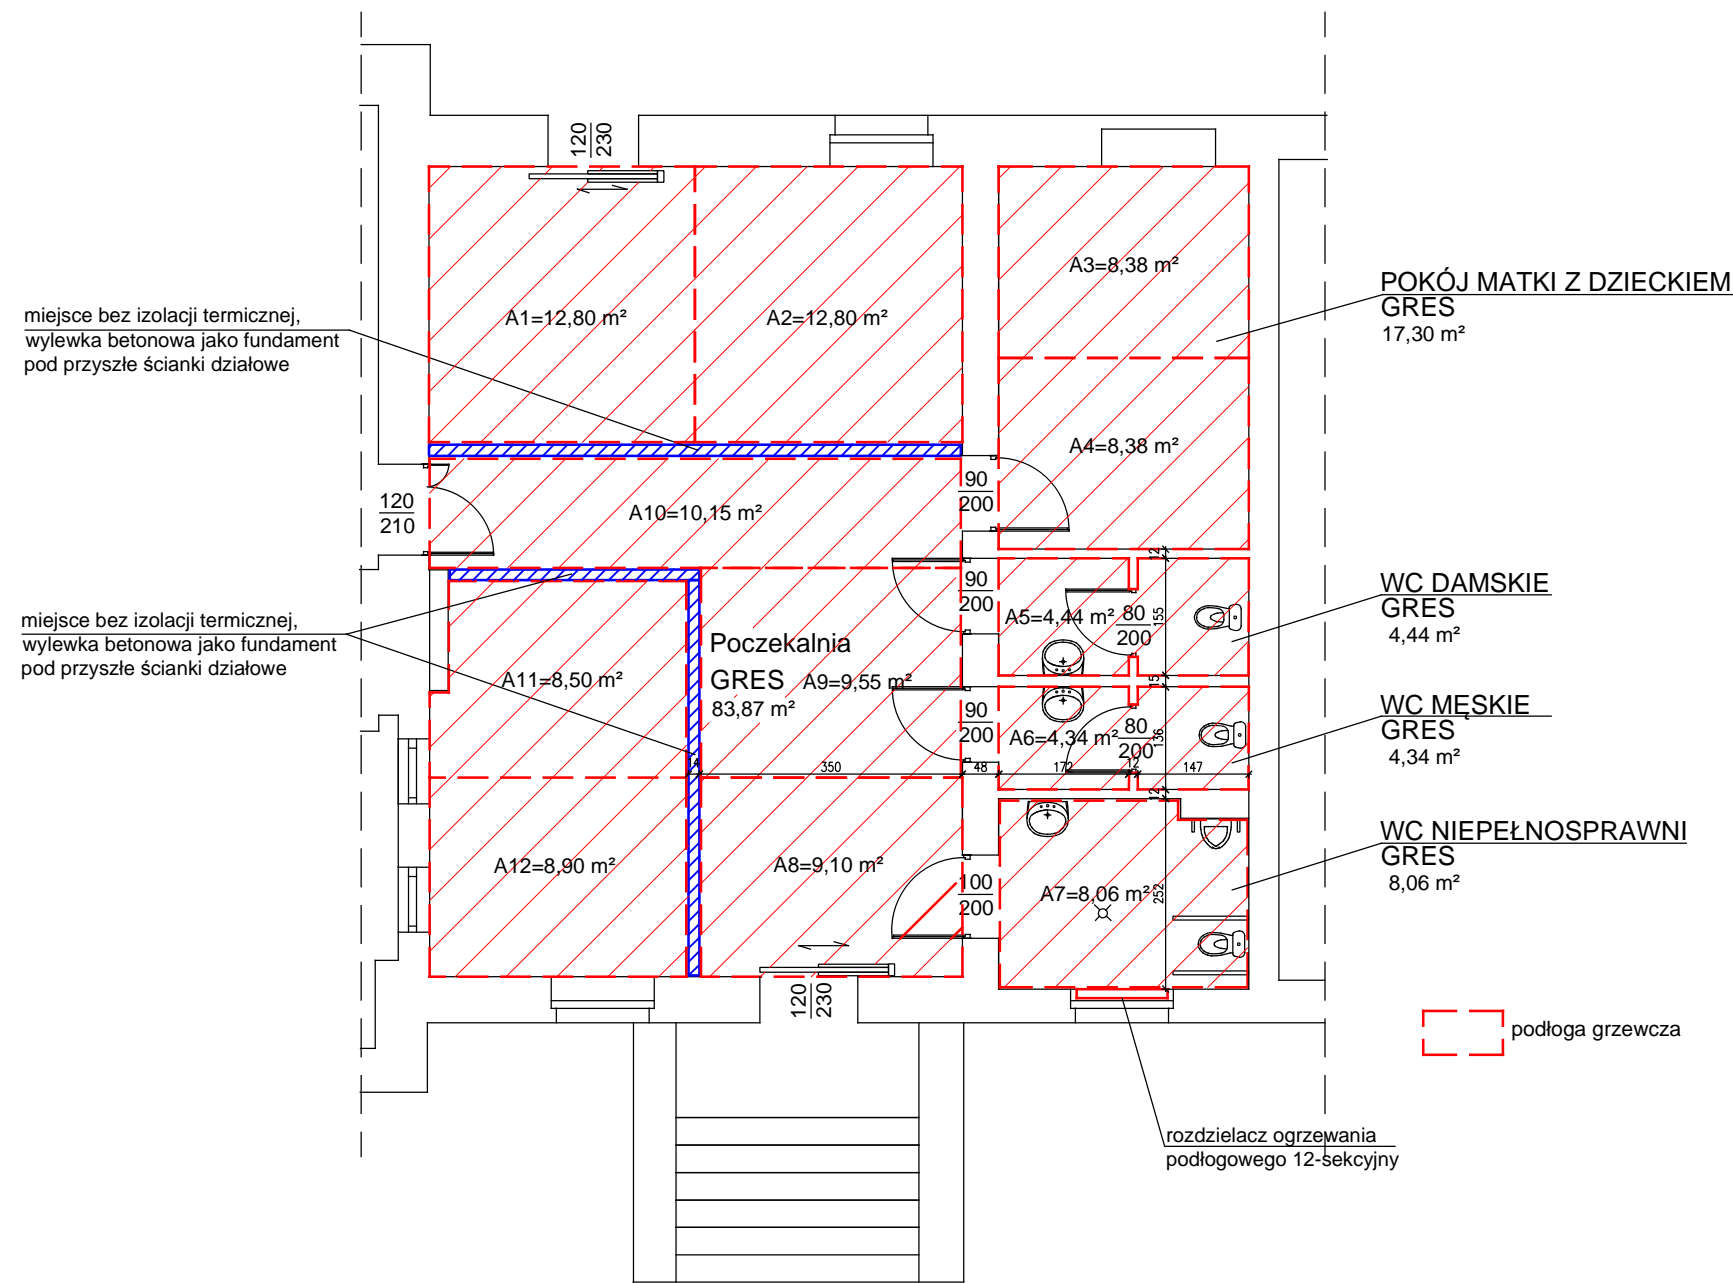 120
230
A1=12,80 m²
A2=12,80 m²
A3=8,38 m²
POKÓJ MATKI Z DZIECKIEM
GRES
17,30 m²
miejsce bez izolacji termicznej,
wylewka betonowa jako fundament
pod przyszłe ścianki działowe
A4=8,38 m²
120
210
A10=10,15 m²
90
200
12
90
200
A5=4,44 m²
80
200
155
WC DAMSKIE
GRES
4,44 m²
miejsce bez izolacji termicznej,
wylewka betonowa jako fundament
pod przyszłe ścianki działowe
Poczekalnia
GRES
83,87 m²
A11=8,50 m²
A9=9,55 m²
15
90
200
A6=4,34 m²
80
200
136
WC MĘSKIE
GRES
4,34 m²
14
350
48
172
12
147
12
WC NIEPEŁNOSPRAWNI
GRES
8,06 m²
A12=8,90 m²
A8=9,10 m²
100
200
A7=8,06 m²
252
120
230
podłoga grzewcza
rozdzielacz ogrzewania
podłogowego 12-sekcyjny